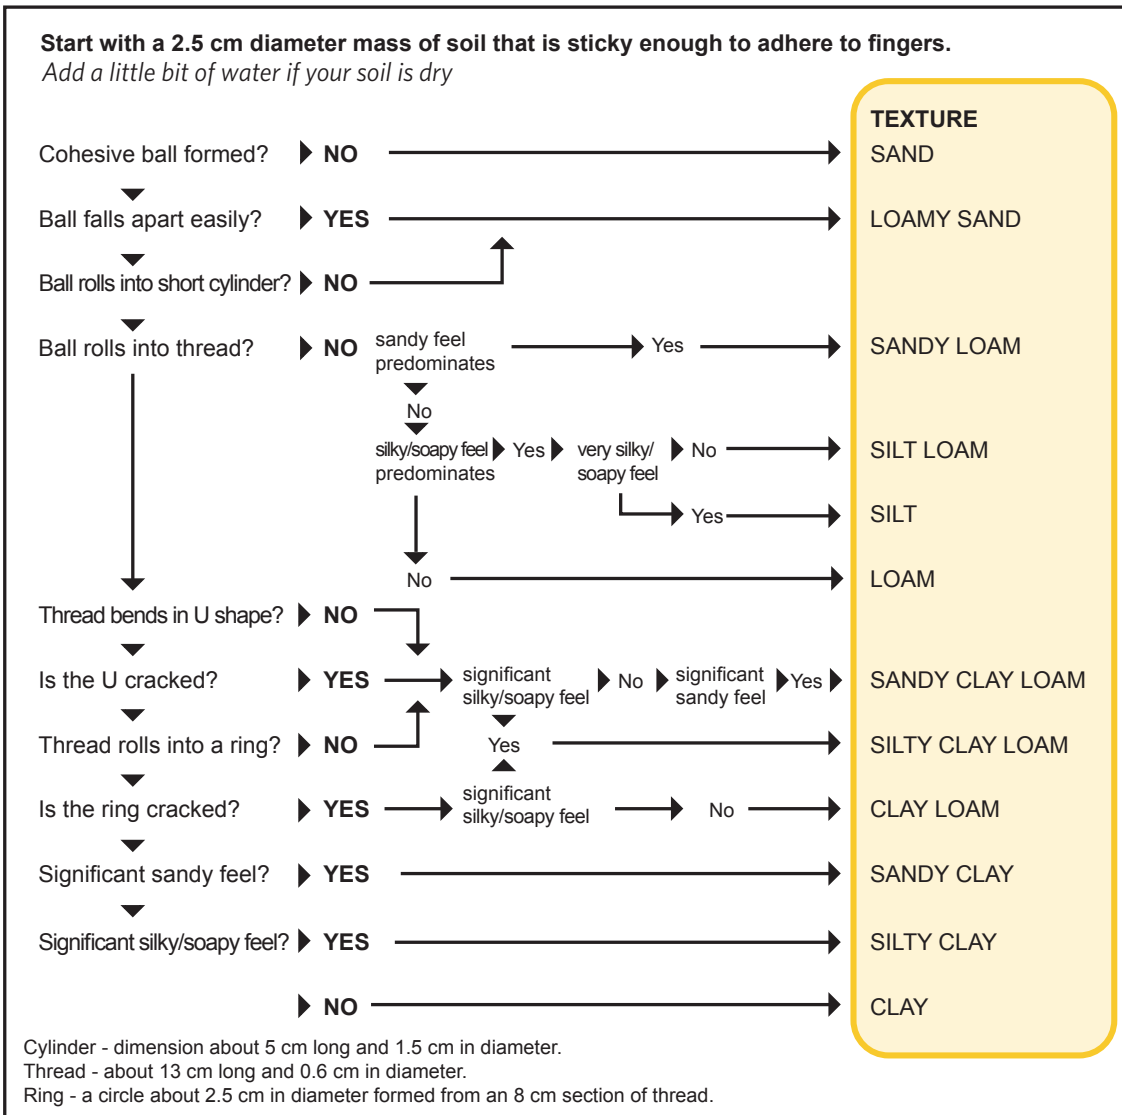 Start with a 2.5 cm diameter mass of soil that is sticky enough to adhere to fingers.
Add a little bit of water if your soil is dry
TEXTURE
Cohesive ball formed? NO SAND
Ball falls apart easily? YES LOAMY SAND
Ball rolls into short cylinder? NO
Ball rolls into thread? NO sandy feel predominates Yes SANDY LOAM
No
silky/soapy feel predominates Yes very silky/ soapy feel No SILT LOAM
Yes SILT
No LOAM
Thread bends in U shape? NO
Is the U cracked? YES significant silky/soapy feel No significant sandy feel Yes SANDY CLAY LOAM
Thread rolls into a ring? NO Yes SILTY CLAY LOAM
Is the ring cracked? YES significant silky/soapy feel No CLAY LOAM
Significant sandy feel? YES SANDY CLAY
Significant silky/soapy feel? YES SILTY CLAY
NO CLAY
Cylinder - dimension about 5 cm long and 1.5 cm in diameter.
Thread - about 13 cm long and 0.6 cm in diameter.
Ring - a circle about 2.5 cm in diameter formed from an 8 cm section of thread.